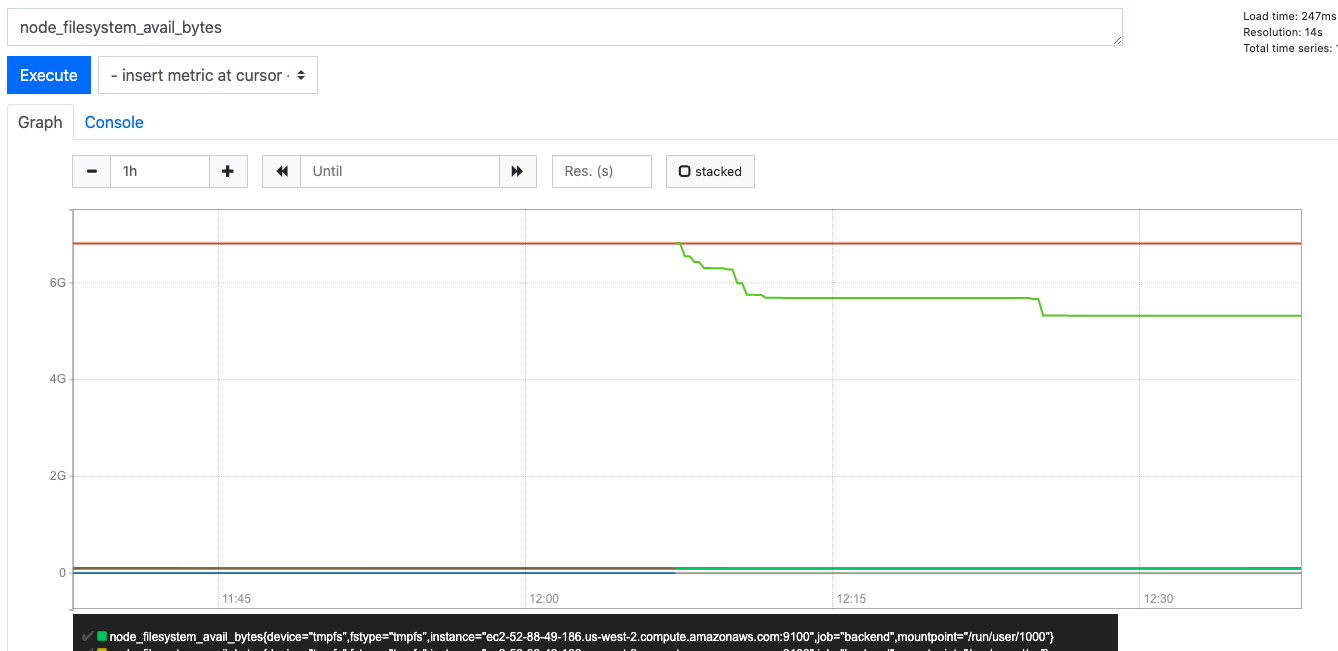 node_filesystem_avail_bytes
Load time: 247ms
Resolution: 14s
Total time series:
Execute
- insert metric at cursor -
Graph
Console
1h
Until
Res. (s)
stacked
6G
4G
2G
0
11:45
12:00
12:15
12:30
node_filesystem_avail_bytes{device="tmpfs",fstype="tmpfs",instance="ec2-52-88-49-186.us-west-2.compute.amazonaws.com:9100",job="backend",mountpoint="/run/user/1000"}